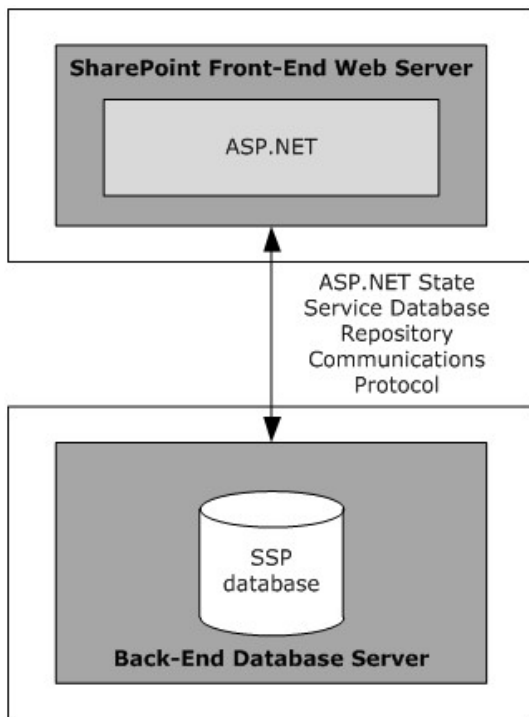 SharePoint Front-End Web Server
ASP.NET
ASP.NET State
Service Database
Repository
Communications
Protocol
SSP
database
Back-End Database Server